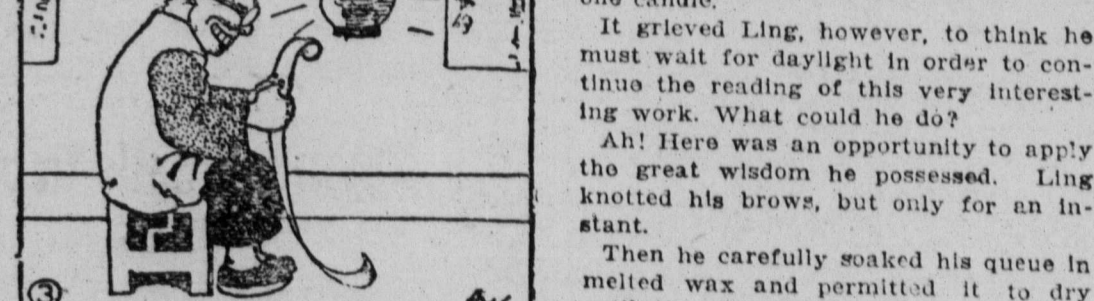 one candle.
It grieved Ling, however, to think he
must wait for daylight in order to con-
tinue the reading of this very interest-
ing work. What could he do?
Ah! Here was an opportunity to apply
the great wisdom he possessed. Ling
knotted his brows, but only for an in-
stant.
Then he carefully soaked his queue in
melted wax and permitted it to dry
3